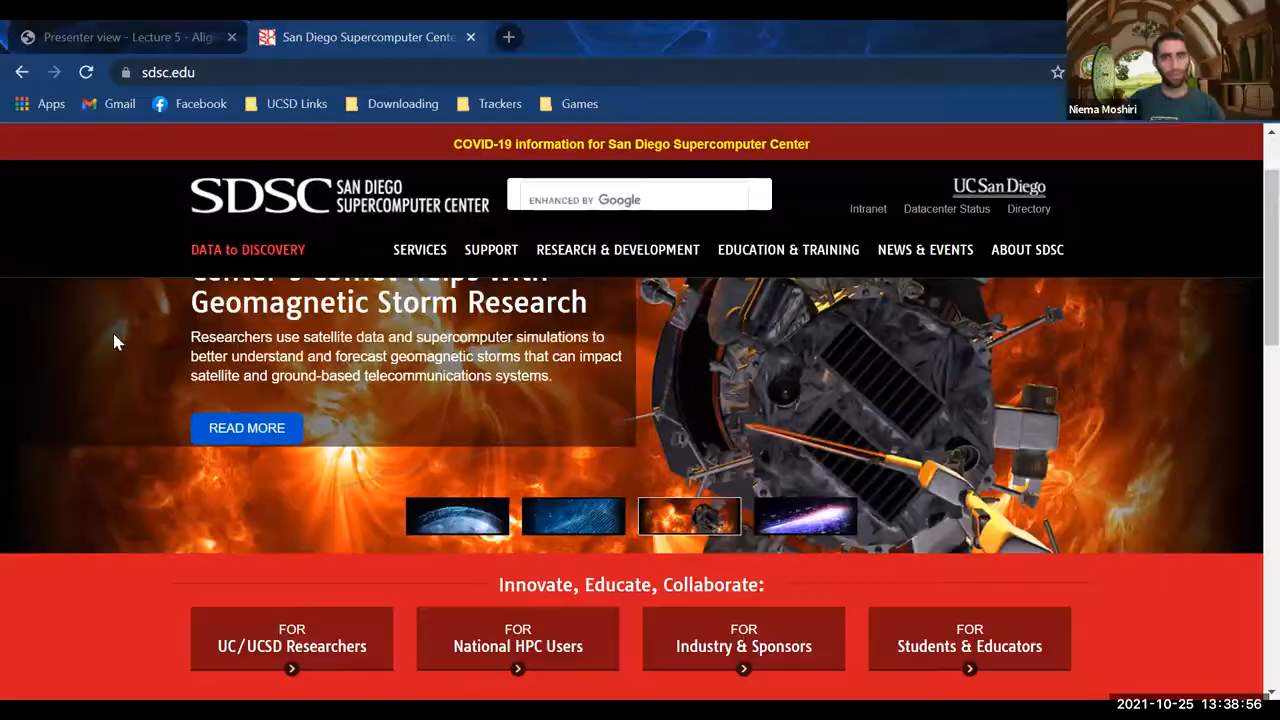 Presenter view - Lecture 5 - Alig
San Diego Supercomputer Cente
sdsc.edu
Apps
Gmail
Facebook
UCSD Links
Downloading
Trackers
Games
Niema Moshiri
COVID-19 information for San Diego Supercomputer Center
SDSC SAN DIEGO
SUPERCOMPUTER CENTER
ENHANCED BY Google
UC San Diego
Intranet
Datacenter Status
Directory
DATA to DISCOVERY
SERVICES
SUPPORT
RESEARCH & DEVELOPMENT
EDUCATION & TRAINING
NEWS & EVENTS
ABOUT SDSC
Center's Comet Helps with
Geomagnetic Storm Research
Researchers use satellite data and supercomputer simulations to
better understand and forecast geomagnetic storms that can impact
satellite and ground-based telecommunications systems.
READ MORE
Innovate, Educate, Collaborate:
FOR
UC/UCSD Researchers
FOR
National HPC Users
FOR
Industry & Sponsors
FOR
Students & Educators
2021-10-25 13:38:56